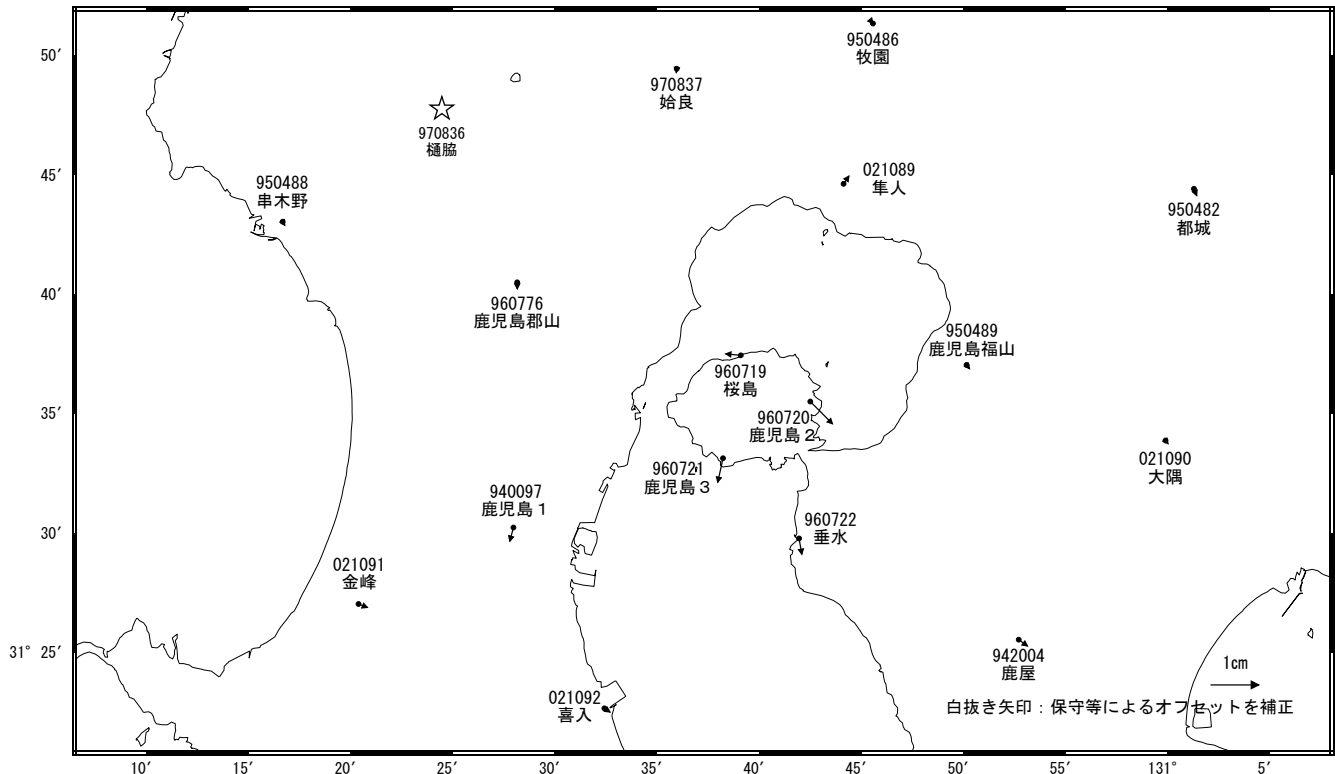 50′
45′
40′
35′
30′
31° 25′
950486
牧園
970837
姶良
970836
樋脇
021089
隼人
950488
串木野
950482
都城
960776
鹿児島郡山
950489
鹿児島福山
960719
桜島
960720
鹿児島２
960721
鹿児島３
021090
大隅
940097
鹿児島１
960722
垂水
021091
金峰
942004
鹿屋
1cm
021092
喜入
白抜き矢印：保守等によるオフセットを補正
10′ 15′ 20′ 25′ 30′ 35′ 40′ 45′ 50′ 55′ 131° 5′